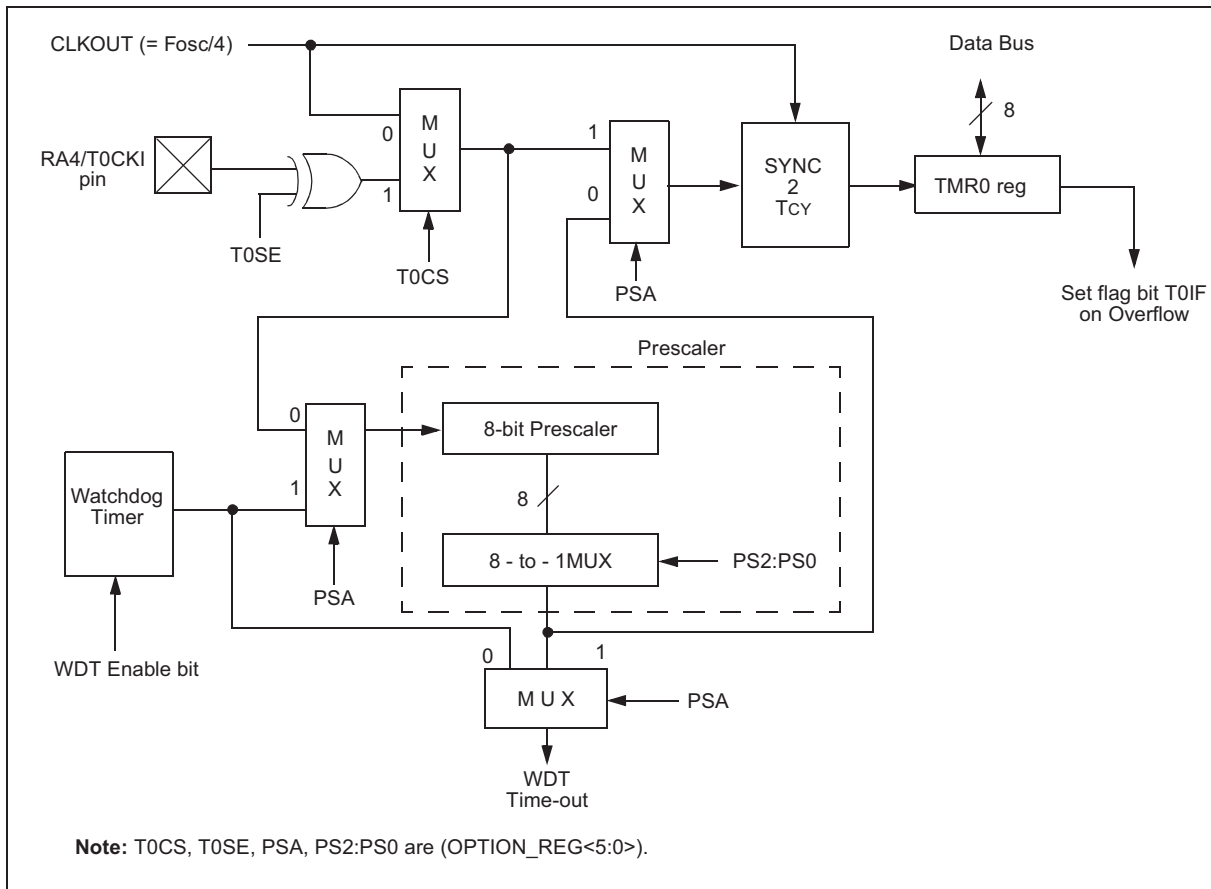 CLKOUT (= Fosc/4)
Data Bus
8
M
U
X
0
1
RA4/T0CKI
pin
T0SE
T0CS
1
0
M
U
X
PSA
SYNC
2
TCY
TMR0 reg
Set flag bit T0IF
on Overflow
Prescaler
0
1
M
U
X
8-bit Prescaler
8
8 - to - 1MUX
PS2:PS0
Watchdog
Timer
PSA
WDT Enable bit
0
1
M U X
PSA
WDT
Time-out
Note: T0CS, T0SE, PSA, PS2:PS0 are (OPTION_REG<5:0>).